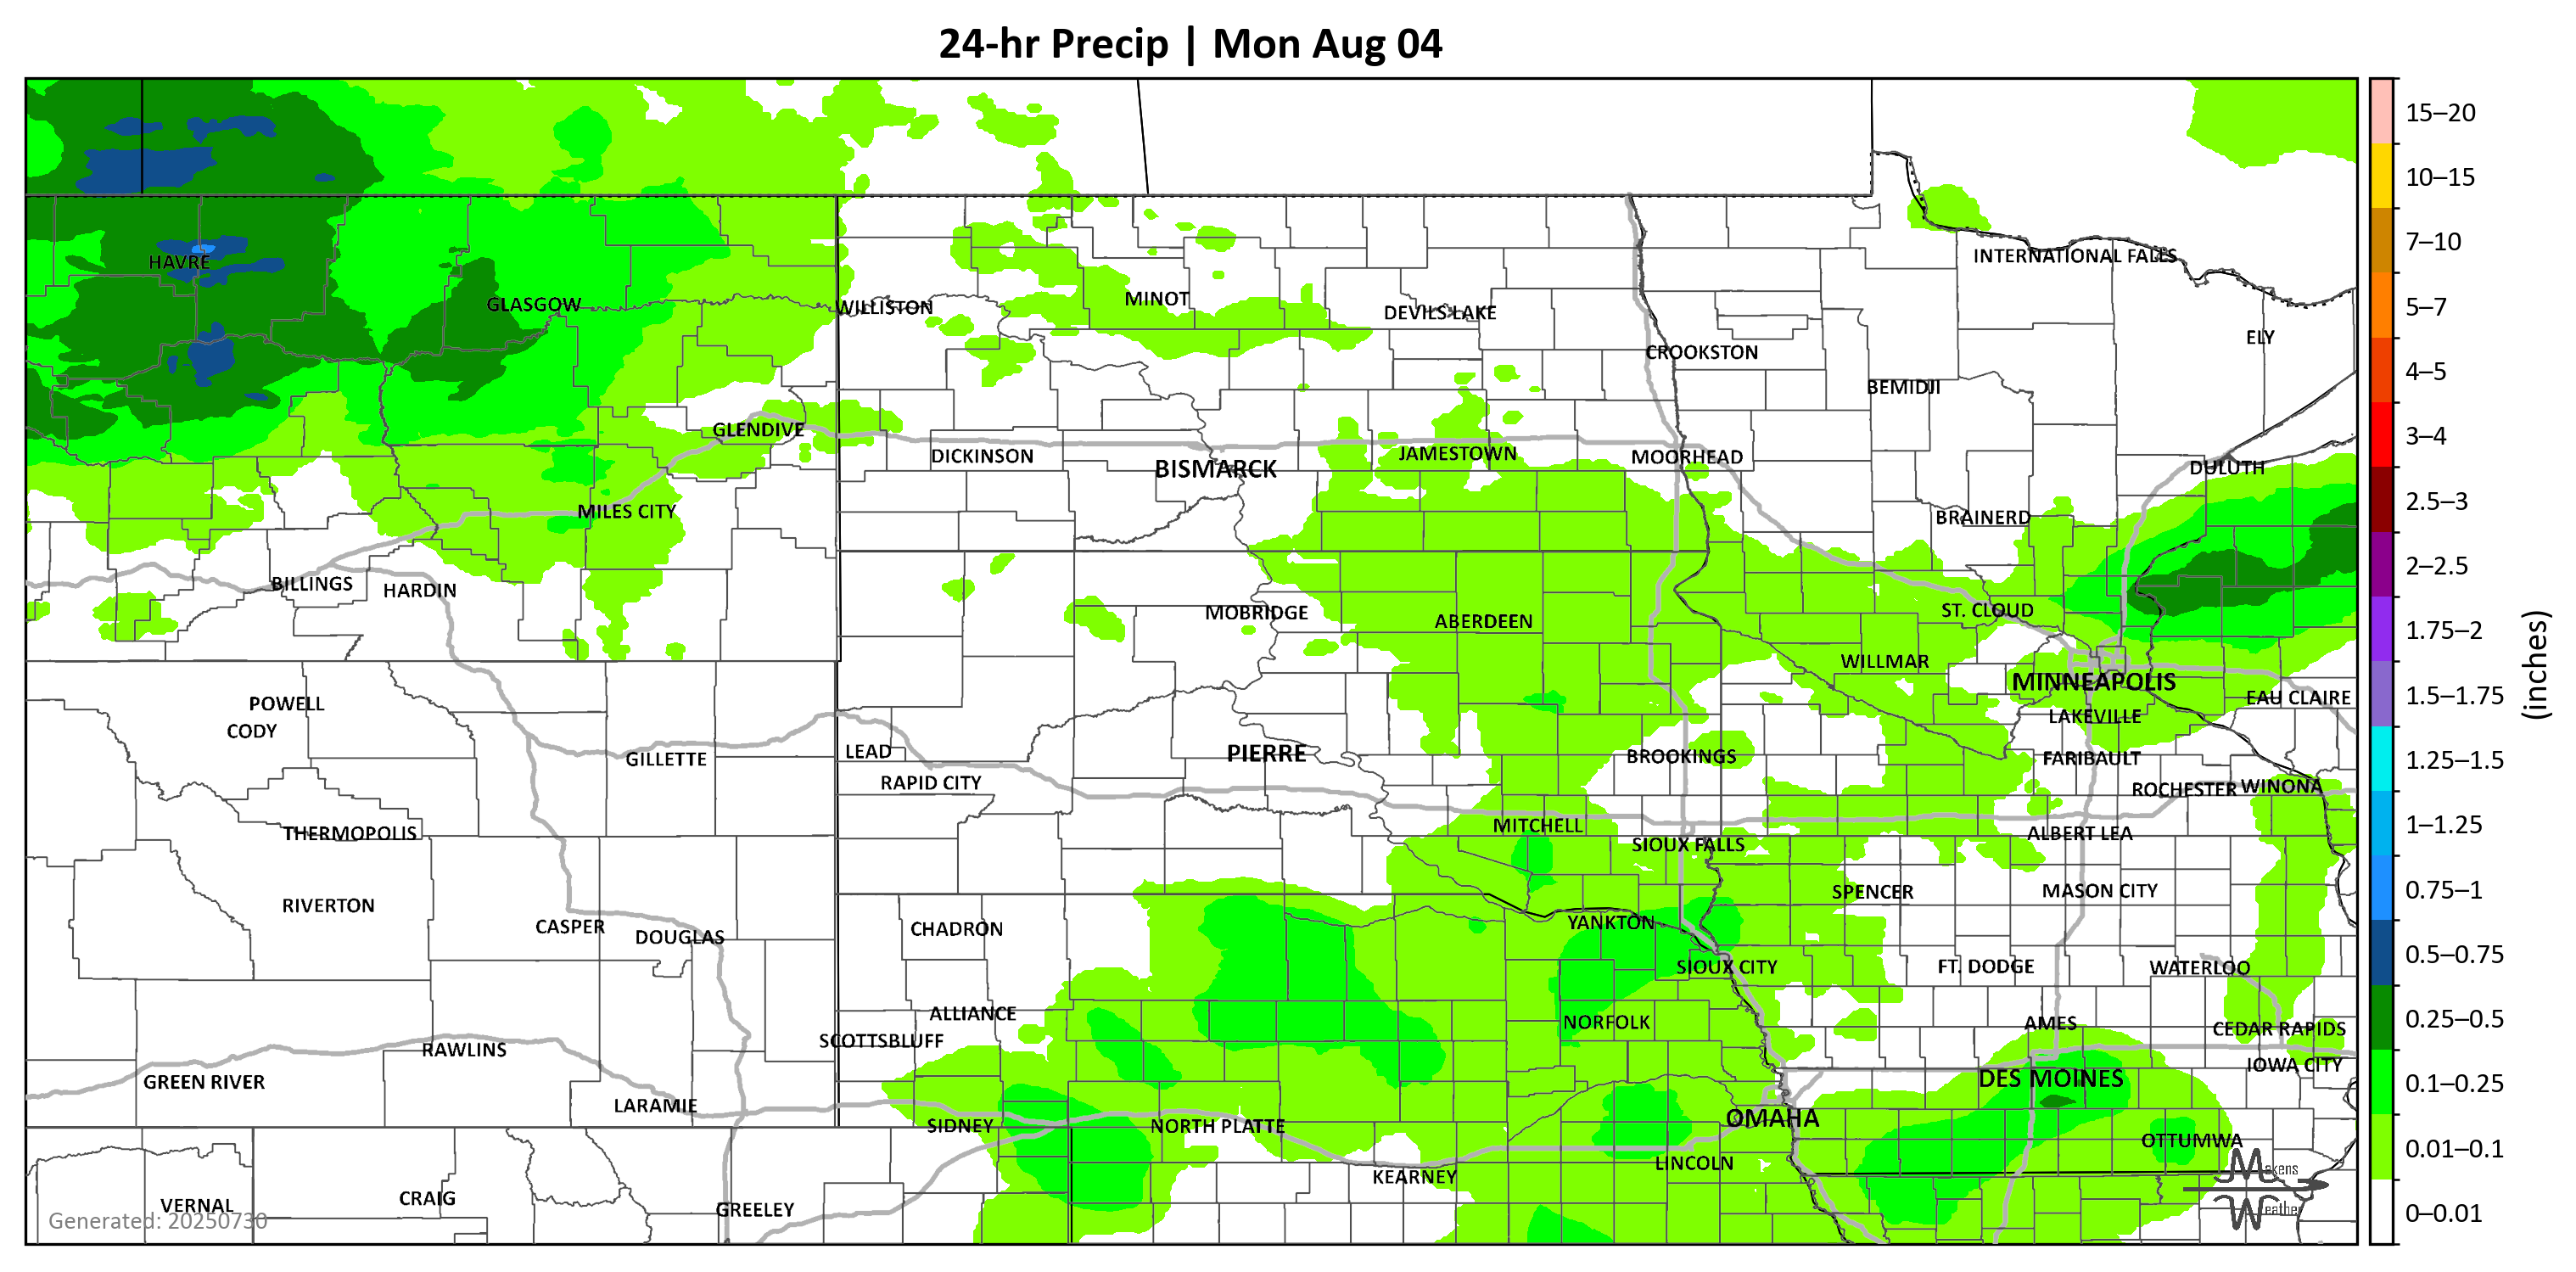 24-hr Precip | Mon Aug 04
15–20
10–15
INTERNATIONAL FALLS
7–10
HAVRE
MINOT
GLASGOW
WILLISTON
DEVILS LAKE
5–7
ELY
CROOKSTON
4–5
BEMIDJI
GLENDIVE
3–4
DICKINSON
JAMESTOWN
MOORHEAD
BISMARCK
DULUTH
2.5–3
MILES CITY
BRAINERD
2–2.5
BILLINGS
HARDIN
MOBRIDGE
ABERDEEN
ST. CLOUD
1.75–2
(inches)
WILLMAR
MINNEAPOLIS
EAU CLAIRE
1.5–1.75
POWELL
CODY
LAKEVILLE
LEAD
PIERRE
GILLETTE
BROOKINGS
FARIBAULT
1.25–1.5
RAPID CITY
ROCHESTER
WINONA
THERMOPOLIS
MITCHELL
SIOUX FALLS
ALBERT LEA
1–1.25
RIVERTON
SPENCER
MASON CITY
0.75–1
CASPER
DOUGLAS
CHADRON
YANKTON
SIOUX CITY
FT. DODGE
WATERLOO
0.5–0.75
ALLIANCE
NORFOLK
AMES
CEDAR RAPIDS
0.25–0.5
SCOTTSBLUFF
RAWLINS
IOWA CITY
GREEN RIVER
DES MOINES
0.1–0.25
LARAMIE
SIDNEY
NORTH PLATTE
OMAHA
OTTUMWA
0.01–0.1
KEARNEY
LINCOLN
Makens
Weather
VERNAL
CRAIG
GREELEY
0–0.01
Generated: 20250730